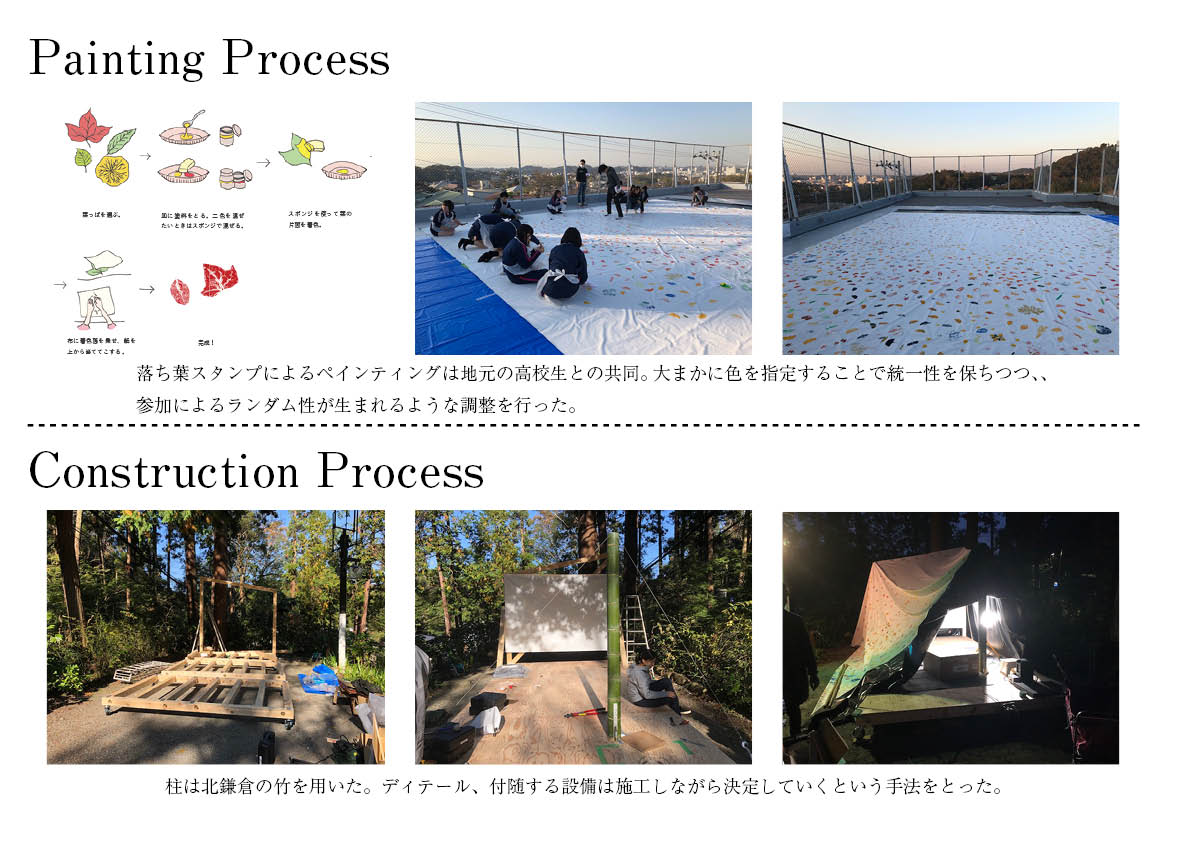 Painting Process
葉っぱを選ぶ。
皿に塗料をとる。二色を混ぜ
たいときはスポンジで混ぜる。
スポンジを使って葉の
片面を着色。
布に着色面を乗せ、紙を
上から当ててこする。
完成！
落ち葉スタンプによるペインティングは地元の高校生との共同。大まかに色を指定することで統一性を保ちつつ、、
参加によるランダム性が生まれるような調整を行った。
Construction Process
柱は北鎌倉の竹を用いた。ディテール、付随する設備は施工しながら決定していくという手法をとった。